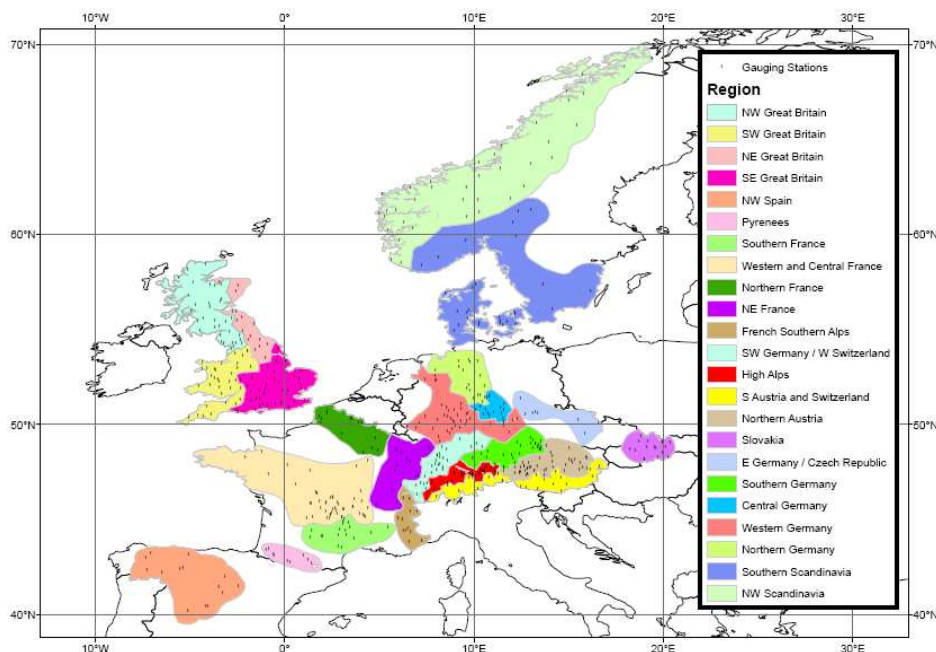 10°W 0° 10°E 20°E 30°E
70°N 70°N
60°N 60°N
50°N 50°N
40°N 40°N
10°W 0° 10°E 20°E 30°E
Gauging Stations
Region
NW Great Britain
SW Great Britain
NE Great Britain
SE Great Britain
NW Spain
Pyrenees
Southern France
Western and Central France
Northern France
NE France
French Southern Alps
SW Germany / W Switzerland
High Alps
S Austria and Switzerland
Northern Austria
Slovakia
E Germany / Czech Republic
Southern Germany
Central Germany
Western Germany
Northern Germany
Southern Scandinavia
NW Scandinavia